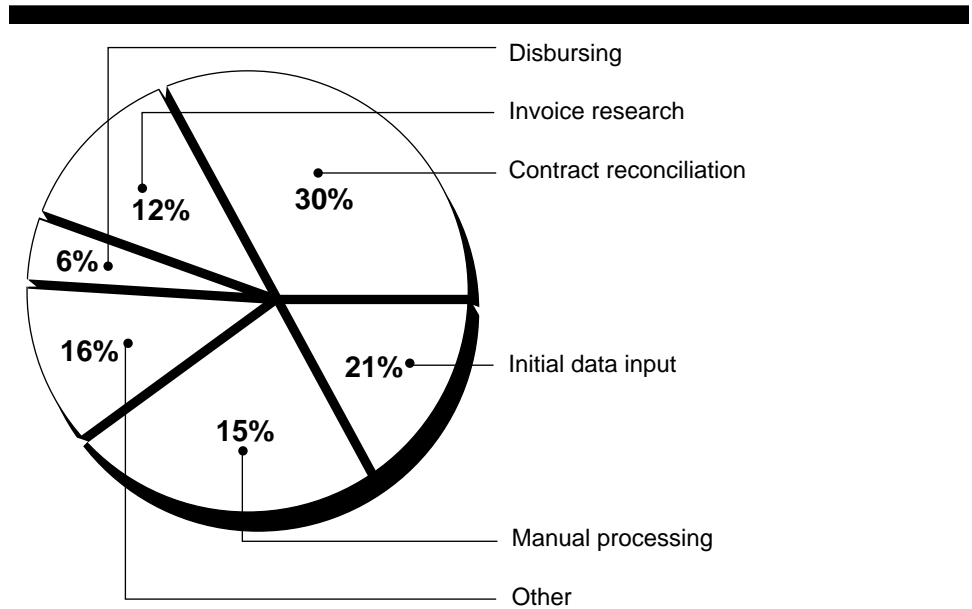 Disbursing
Invoice research
Contract reconciliation
30%
12%
6%
16%
21%
Initial data input
15%
Manual processing
Other